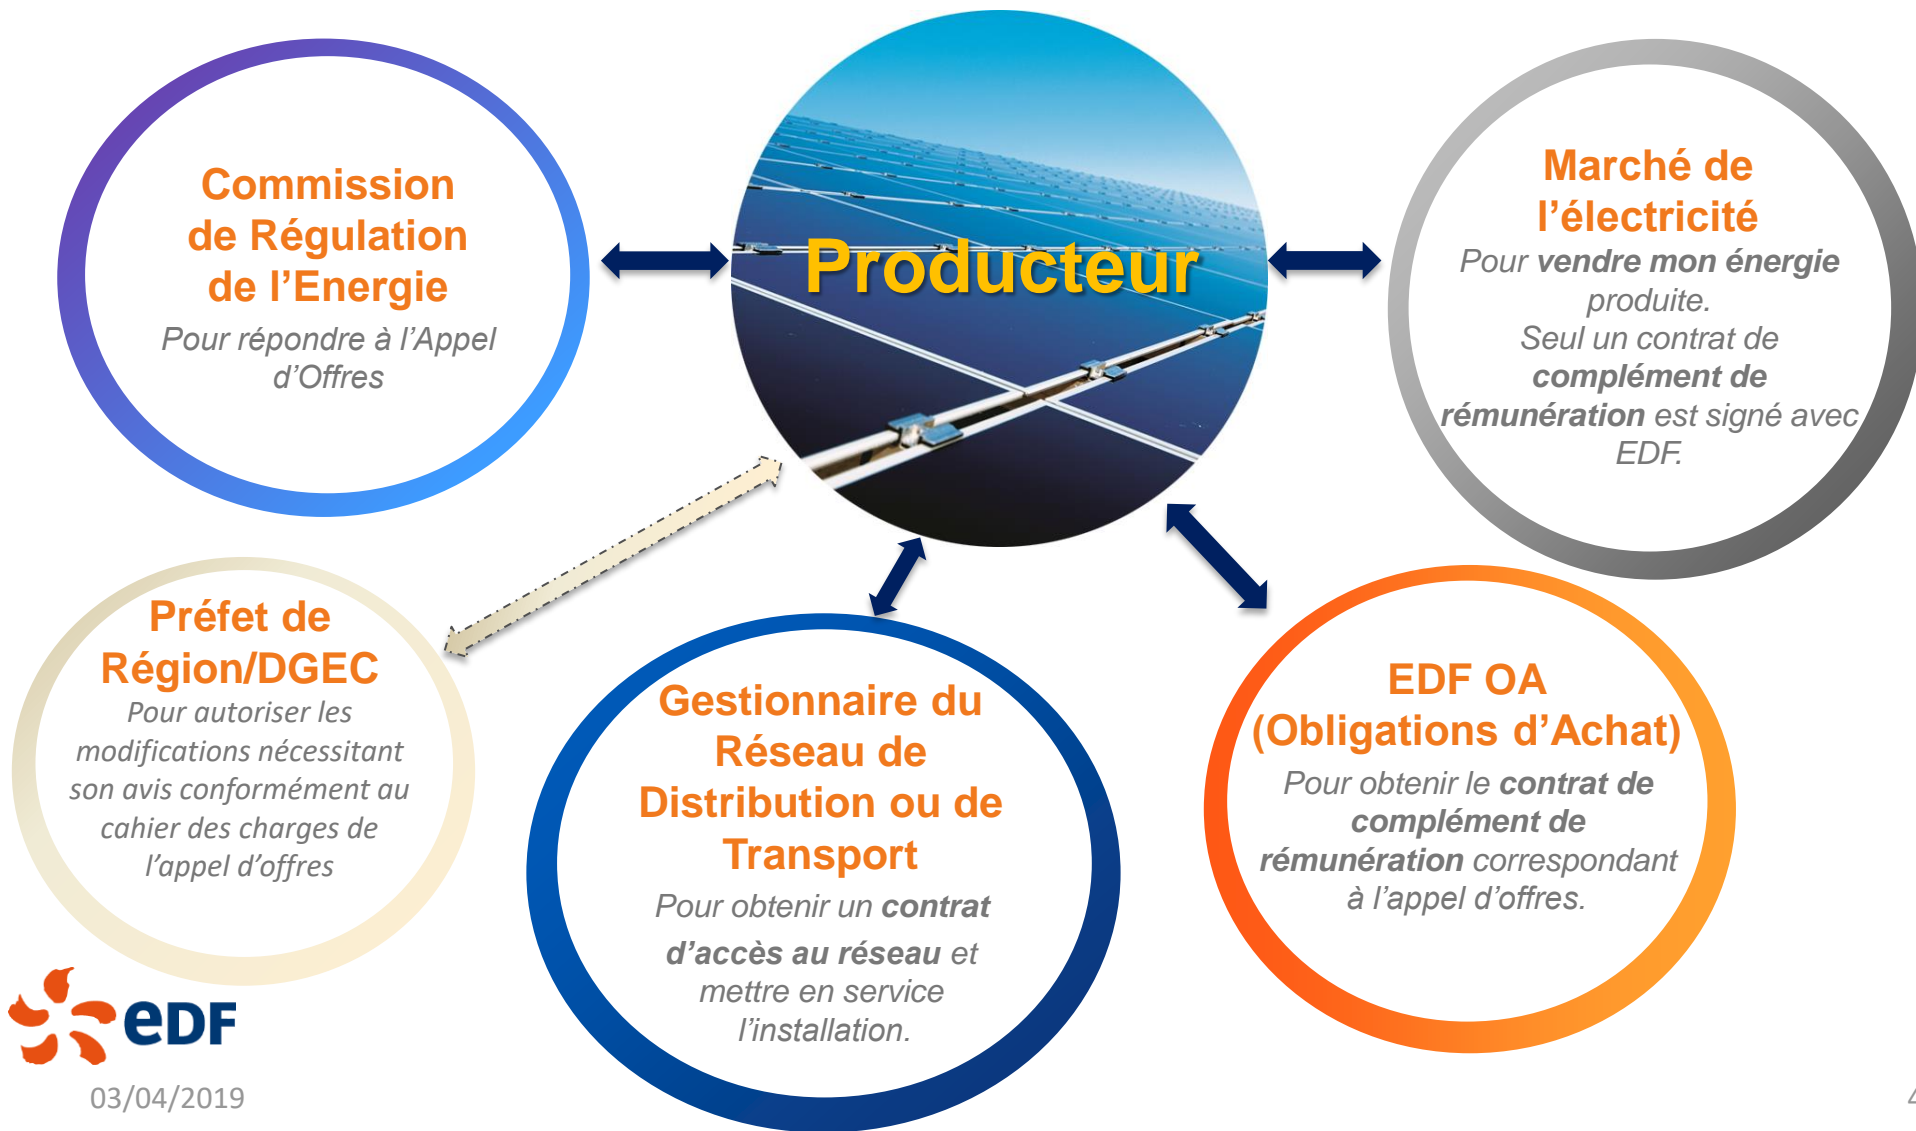 Commission
de Régulation
de l’Energie
Pour répondre à l’Appel
d’Offres
Producteur
Marché de
l’électricité
Pour vendre mon énergie
produite.
Seul un contrat de
complément de
rémunération est signé avec
EDF.
Préfet de
Région/DGEC
Pour autoriser les
modifications nécessitant
son avis conformément au
cahier des charges de
l’appel d’offres
Gestionnaire du
Réseau de
Distribution ou de
Transport
Pour obtenir un contrat
d’accès au réseau et
mettre en service
l’installation.
EDF OA
(Obligations d’Achat)
Pour obtenir le contrat de
complément de
rémunération correspondant
à l’appel d’offres.
eDF
03/04/2019